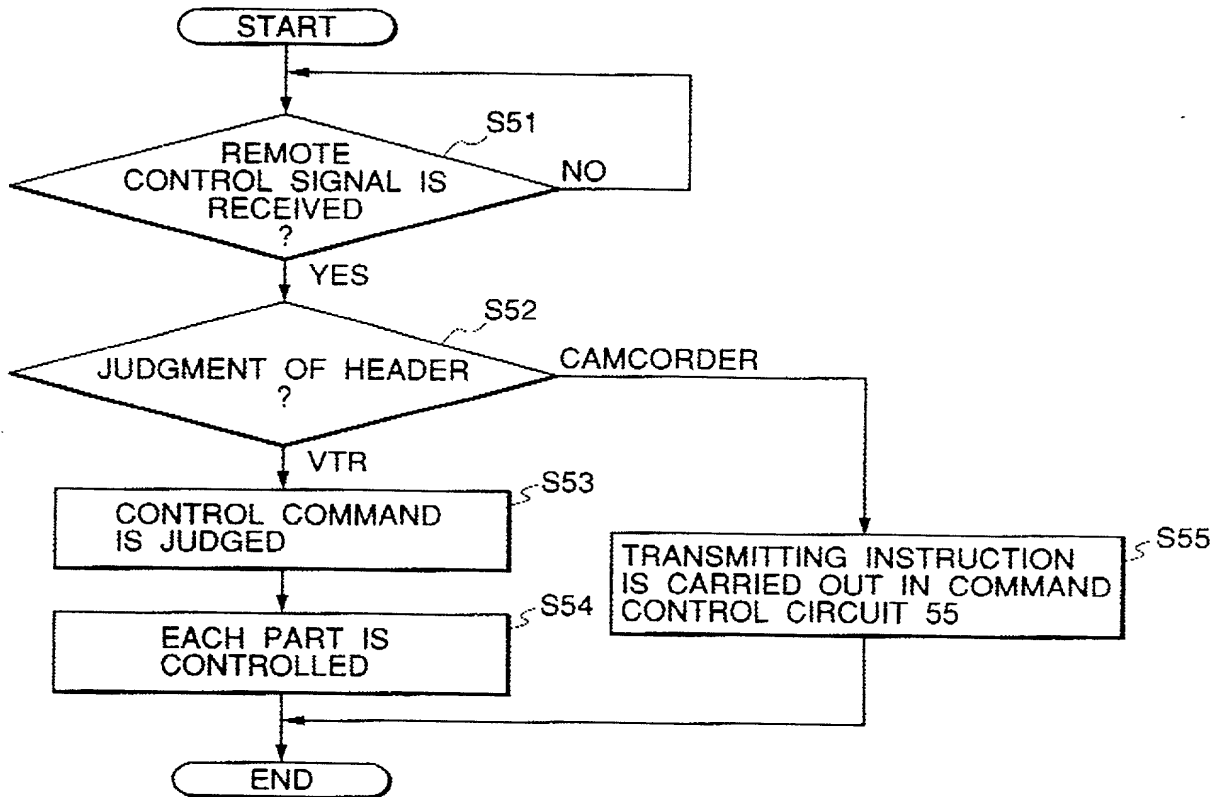 START
S51
REMOTE
CONTROL SIGNAL IS
RECEIVED
?
NO
YES
S52
JUDGMENT OF HEADER
?
CAMCORDER
VTR
S53
CONTROL COMMAND
IS JUDGED
S54
EACH PART IS
CONTROLLED
S55
TRANSMITTING INSTRUCTION
IS CARRIED OUT IN COMMAND
CONTROL CIRCUIT 55
END